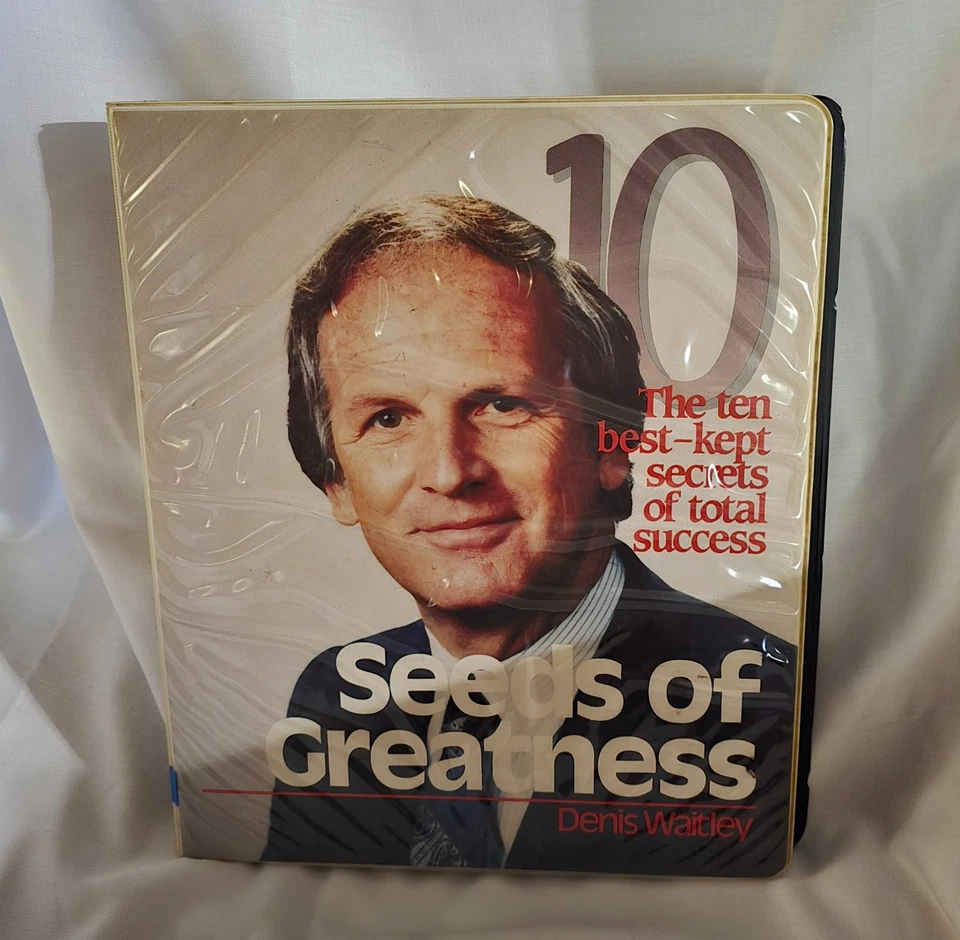 10
The ten
best-kept
secrets
of total
success
Seeds of
Greatness
Denis Waitley